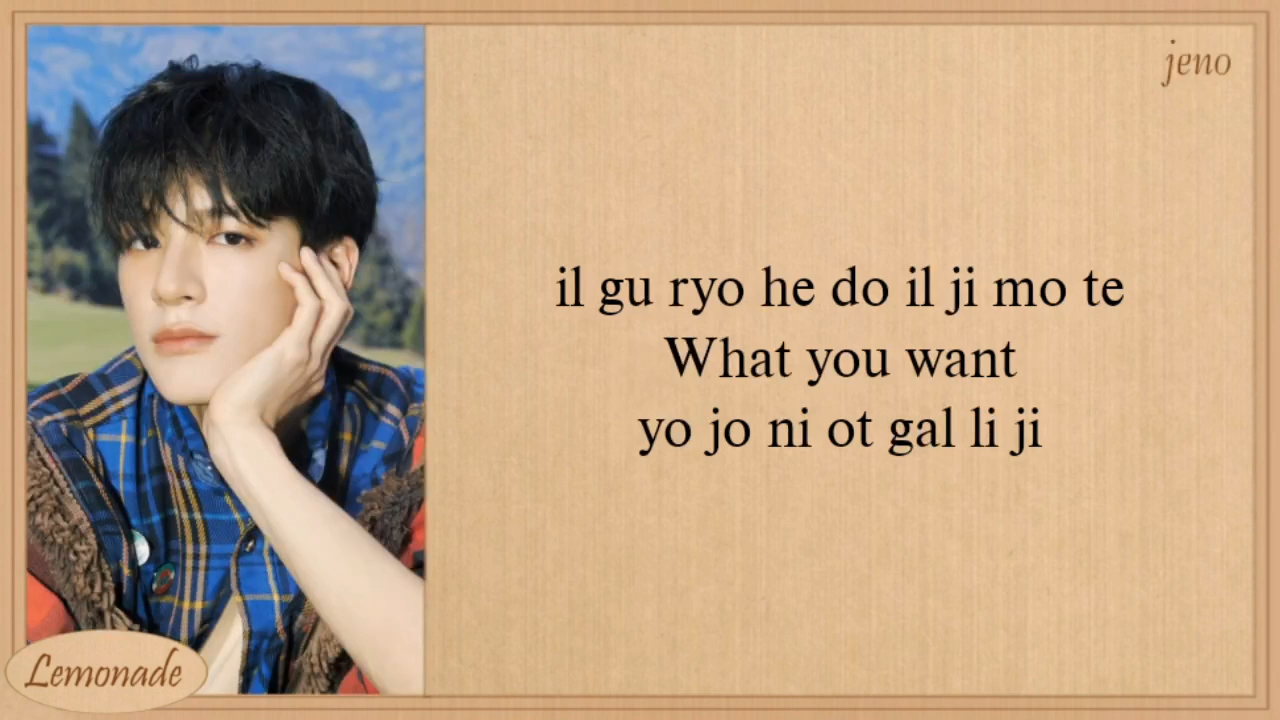 jeno
il gu ryo he do il ji mo te
What you want
yo jo ni ot gal li ji
Lemonade